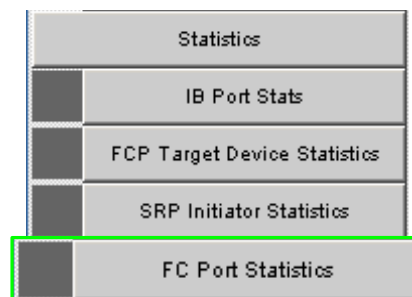 Statistics
IB Port Stats
FCP Target Device Statistics
SRP Initiator Statistics
FC Port Statistics